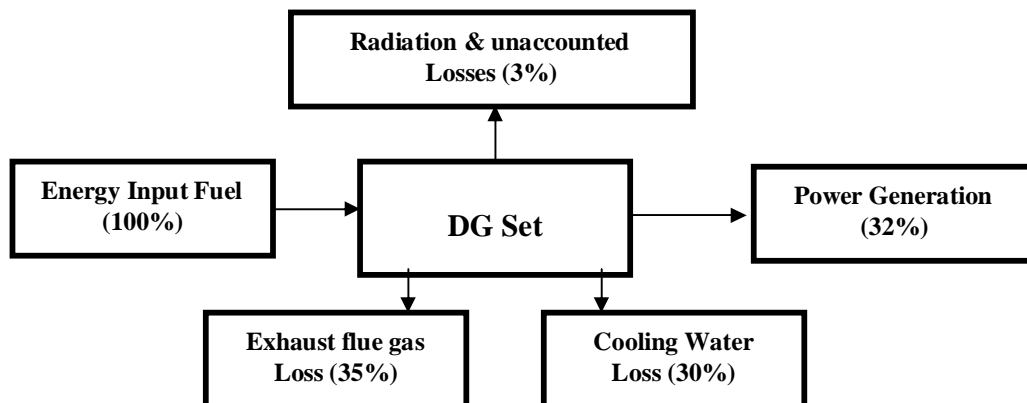 Radiation & unaccounted
Losses (3%)
Energy Input Fuel
(100%)
DG Set
Power Generation
(32%)
Exhaust flue gas
Loss (35%)
Cooling Water
Loss (30%)